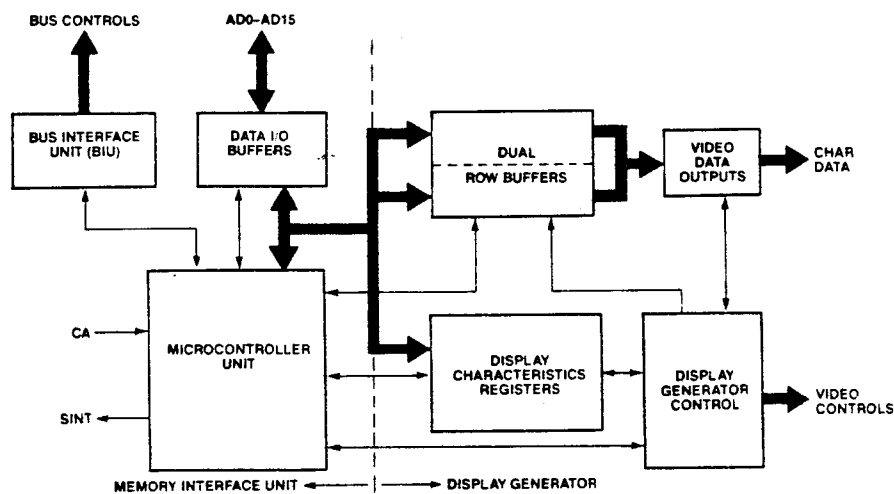 BUS CONTROLS
AD0-AD15
BUS INTERFACE
UNIT (BIU)
DATA I/O
BUFFERS
DUAL
ROW BUFFERS
VIDEO
DATA
OUTPUTS
CHAR
DATA
CA
SINT
MICROCONTROLLER
UNIT
DISPLAY
CHARACTERISTICS
REGISTERS
DISPLAY
GENERATOR
CONTROL
VIDEO
CONTROLS
MEMORY INTERFACE UNIT
DISPLAY GENERATOR